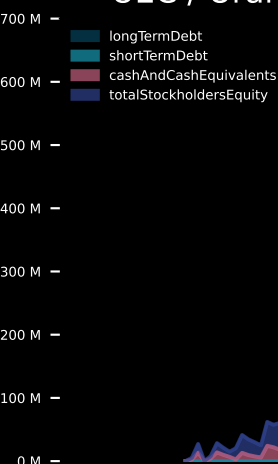 700 M
longTermDebt
shortTermDebt
600 M
cashAndCashEquivalents
totalStockholdersEquity
500 M
400 M
300 M
200 M
100 M
0 M